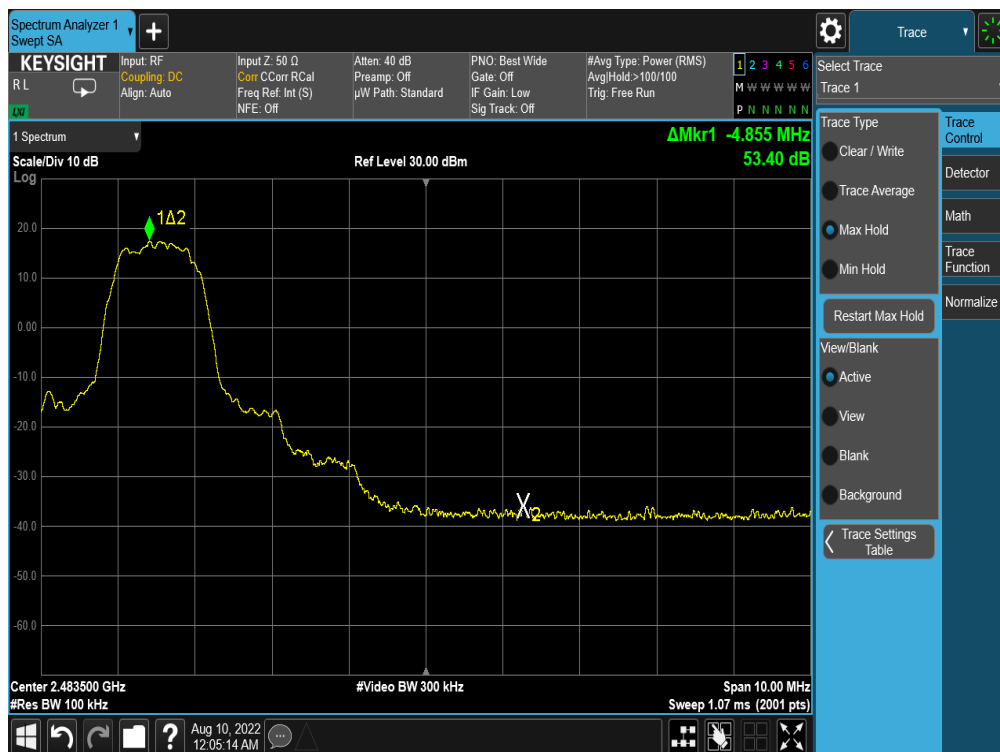 Spectrum Analyzer 1
Swept SA
Trace
KEYSIGHT
R L
LXI
Input: RF
Coupling: DC
Align: Auto
Input Z: 50 Ω
Corr CCorr RCal
Freq Ref: Int (S)
NFE: Off
Atten: 40 dB
Preamp: Off
µW Path: Standard
PNO: Best Wide
Gate: Off
IF Gain: Low
Sig Track: Off
#Avg Type: Power (RMS)
Avg|Hold:>100/100
Trig: Free Run
1 2 3 4 5 6
M W W W W W
P N N N N N
Select Trace
Trace 1
1 Spectrum
ΔMkr1 -4.855 MHz
53.40 dB
Scale/Div 10 dB
Ref Level 30.00 dBm
Log
1Δ2
20.0
10.0
0.00
-10.0
-20.0
-30.0
-40.0
-50.0
-60.0
X2
Center 2.483500 GHz
#Video BW 300 kHz
Span 10.00 MHz
#Res BW 100 kHz
Sweep 1.07 ms (2001 pts)
Trace Type
Clear / Write
Trace Average
Max Hold
Min Hold
Restart Max Hold
View/Blank
Active
View
Blank
Background
Trace Settings
Table
Trace
Control
Detector
Math
Trace
Function
Normalize
?
Aug 10, 2022
12:05:14 AM